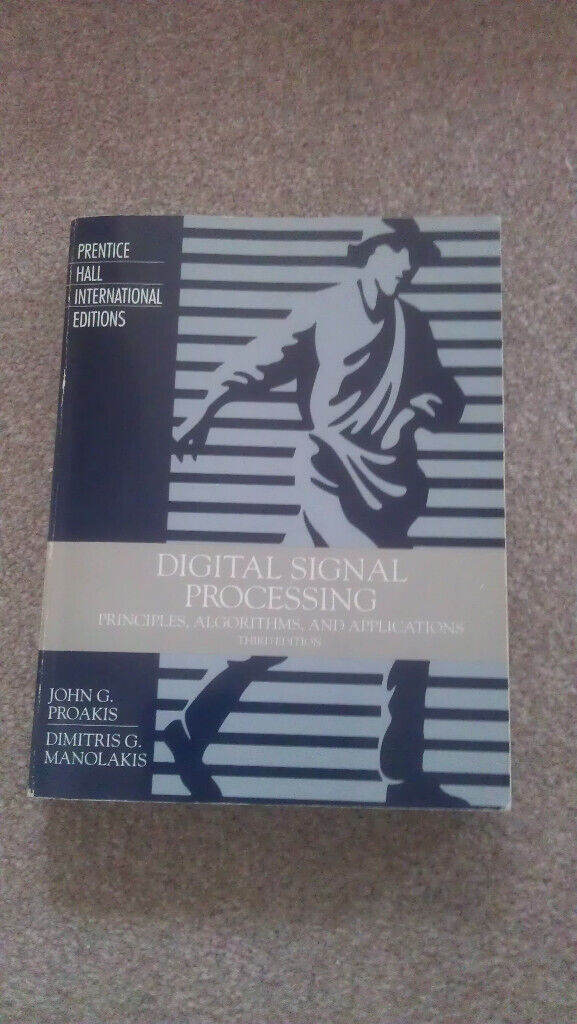 PRENTICE
HALL
INTERNATIONAL
EDITIONS
DIGITAL SIGNAL
PROCESSING
PRINCIPLES, ALGORITHMS, AND APPLICATIONS
THIRD EDITION
JOHN G.
PROAKIS
DIMITRIS G.
MANOLAKIS